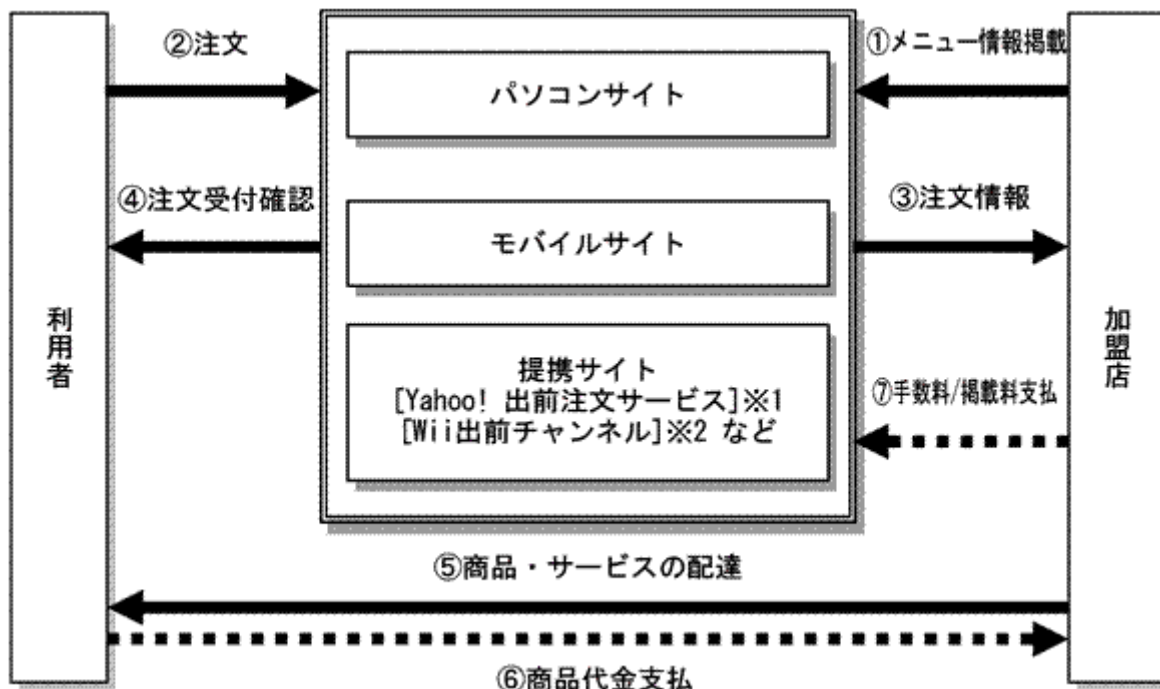 ②注文
①メニュー情報掲載
パソコンサイト
④注文受付確認
③注文情報
モバイルサイト
利用者
加盟店
提携サイト
[Yahoo! 出前注文サービス]※1
[Wii出前チャンネル]※2 など
⑦手数料/掲載料支払
⑤商品・サービスの配達
⑥商品代金支払